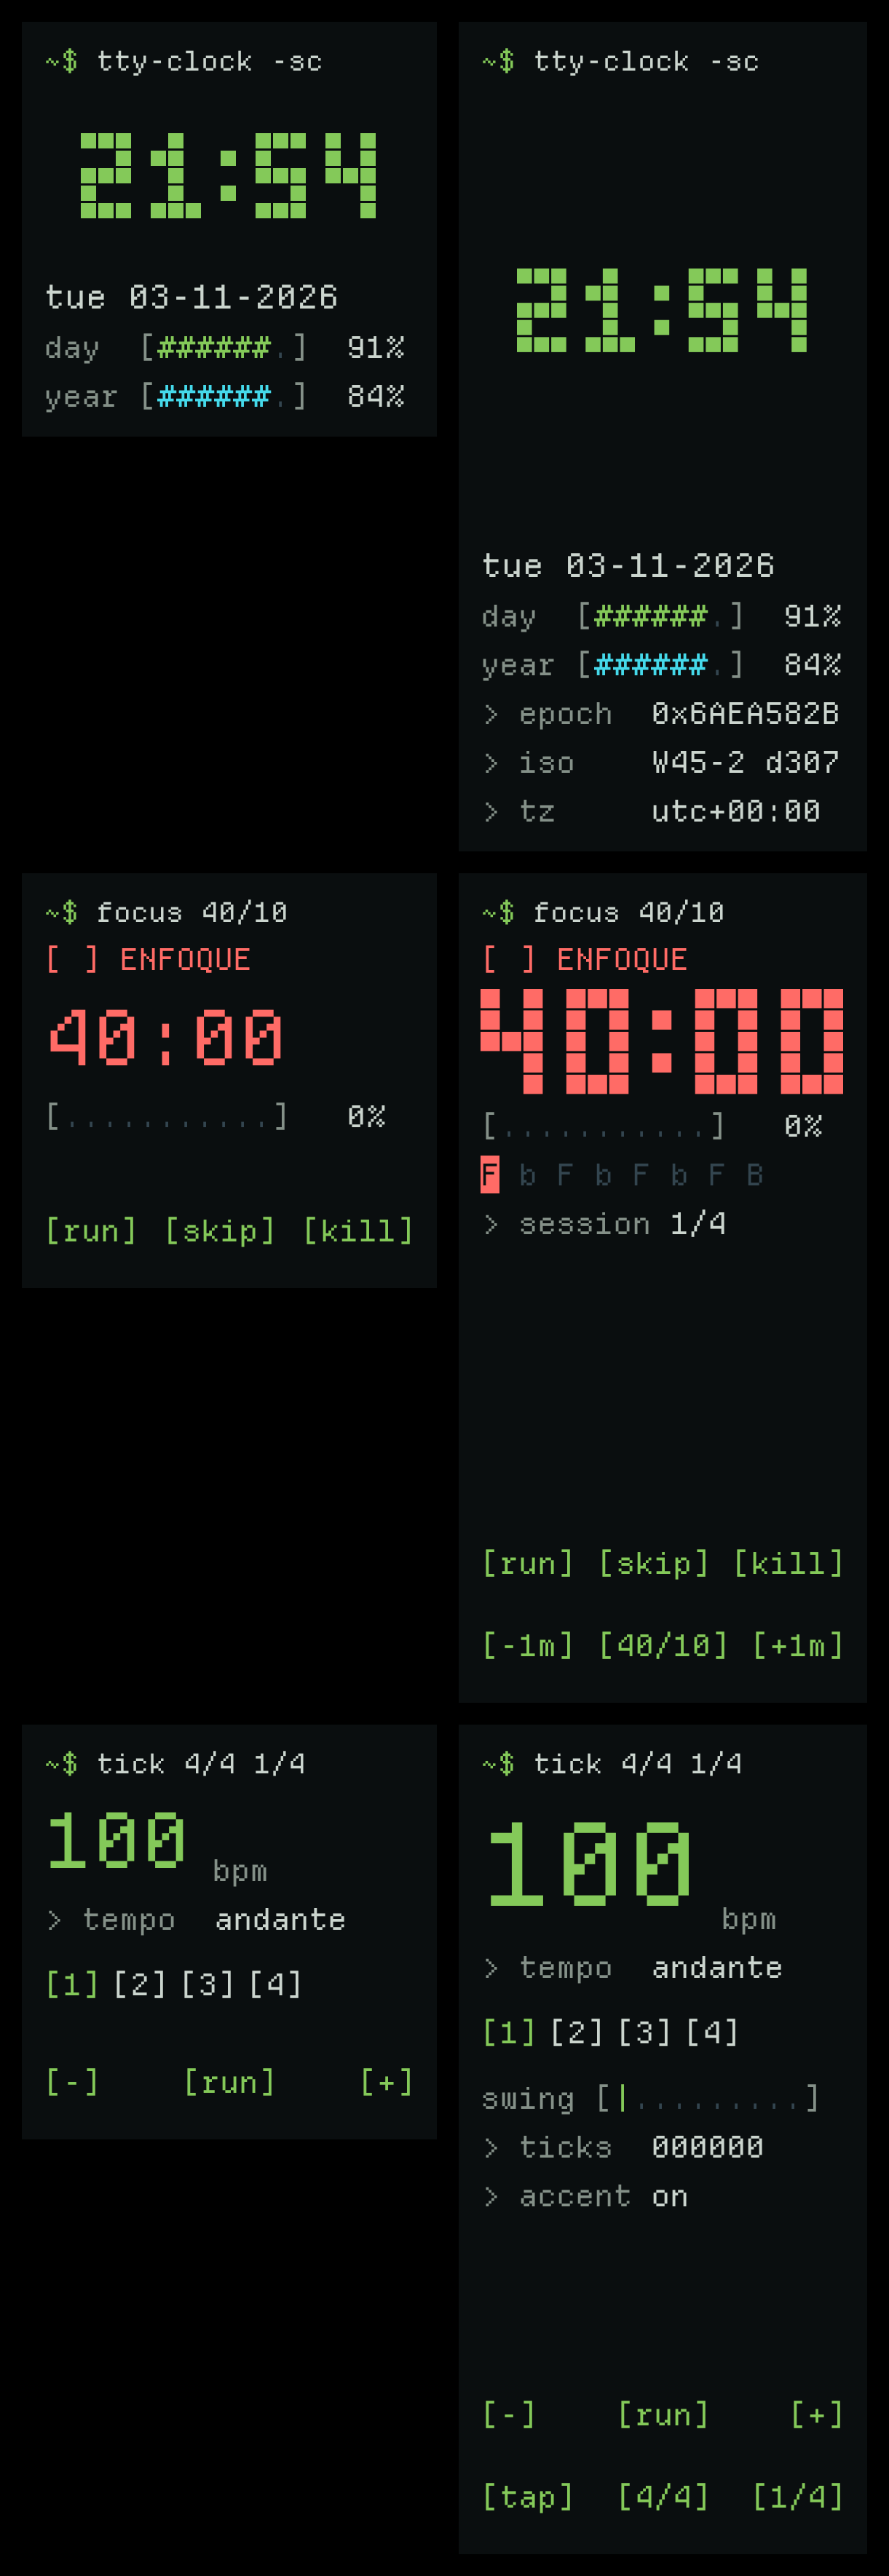 ~$ tty-clock -sc
21:54
tue 03-11-2026
day [######.] 91%
year [######.] 84%
~$ tty-clock -sc
21:54
tue 03-11-2026
day [######.] 91%
year [######.] 84%
> epoch 0x6AEA582B
> iso W45-2 d307
> tz utc+00:00
~$ focus 40/10
[ ] ENFOQUE
40:00
[...........] 0%
[run] [skip] [kill]
~$ focus 40/10
[ ] ENFOQUE
40:00
[...........] 0%
F b F b F b F B
> session 1/4
[run] [skip] [kill]
[-1m] [40/10] [+1m]
~$ tick 4/4 1/4
100 bpm
> tempo andante
[1] [2] [3] [4]
[-] [run] [+]
~$ tick 4/4 1/4
100 bpm
> tempo andante
[1] [2] [3] [4]
swing [|.........]
> ticks 000000
> accent on
[-] [run] [+]
[tap] [4/4] [1/4]